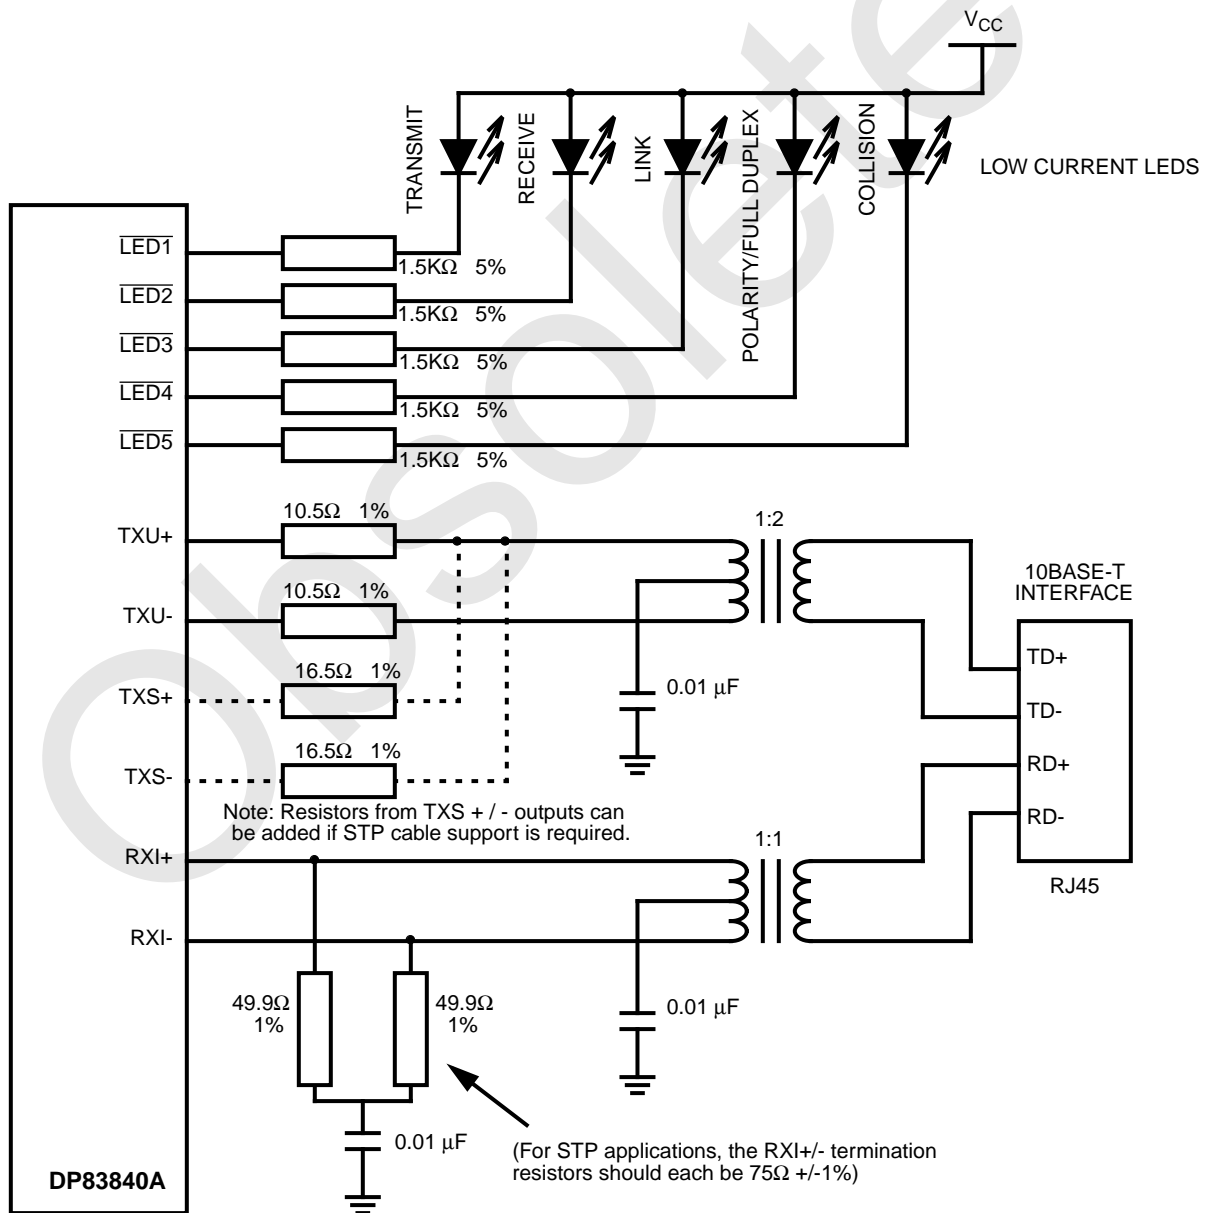 Obsolete
VCC
TRANSMIT
RECEIVE
LINK
POLARITY/FULL DUPLEX
COLLISION
LOW CURRENT LEDS
LED1
1.5KΩ 5%
LED2
1.5KΩ 5%
LED3
1.5KΩ 5%
LED4
1.5KΩ 5%
LED5
1.5KΩ 5%
TXU+
10.5Ω 1%
1:2
TXU-
10.5Ω 1%
10BASE-T
INTERFACE
TXS+
16.5Ω 1%
0.01 μF
TD+
TD-
RD+
RD-
RJ45
TXS-
16.5Ω 1%
Note: Resistors from TXS + / - outputs can
be added if STP cable support is required.
RXI+
1:1
RXI-
49.9Ω
1%
49.9Ω
1%
0.01 μF
0.01 μF
(For STP applications, the RXI+/- termination
resistors should each be 75Ω +/-1%)
DP83840A